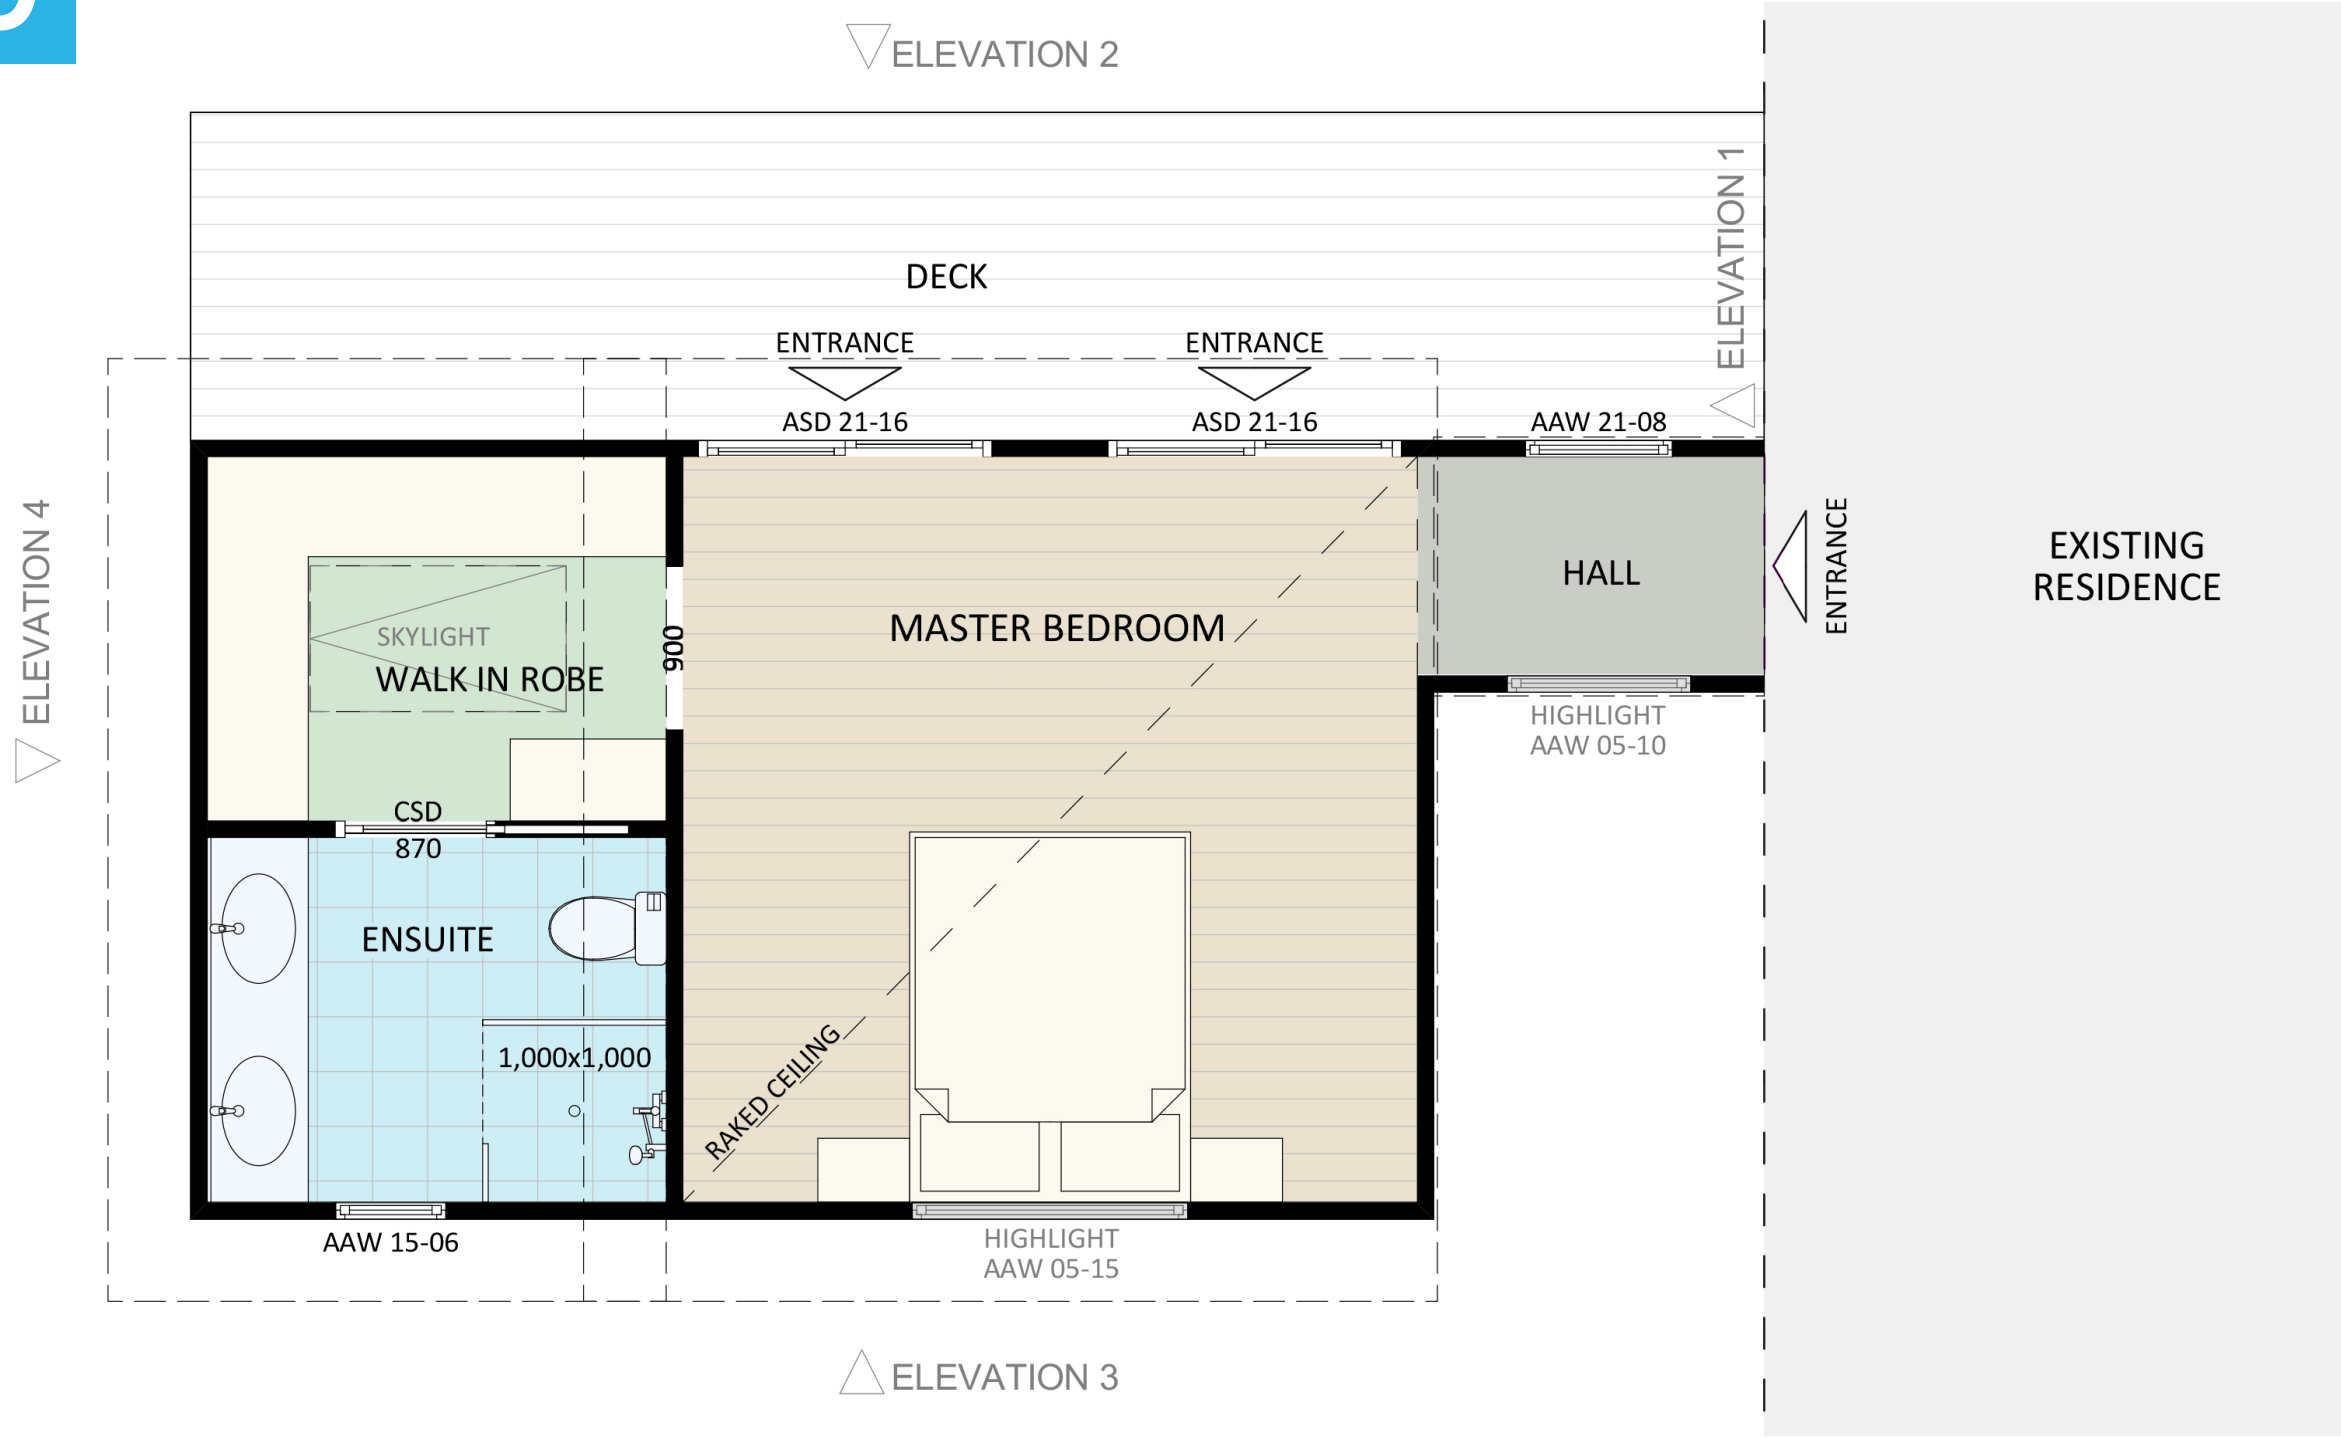 ELEVATION 2
ELEVATION 1
DECK
ENTRANCE
ENTRANCE
ASD 21-16
ASD 21-16
AAW 21-08
ELEVATION 4
ENTRANCE
EXISTING
RESIDENCE
HALL
MASTER BEDROOM
SKYLIGHT
WALK IN ROBE
900
HIGHLIGHT
AAW 05-10
CSD
870
ENSUITE
1,000x1,000
RAKED CEILING
AAW 15-06
HIGHLIGHT
AAW 05-15
ELEVATION 3